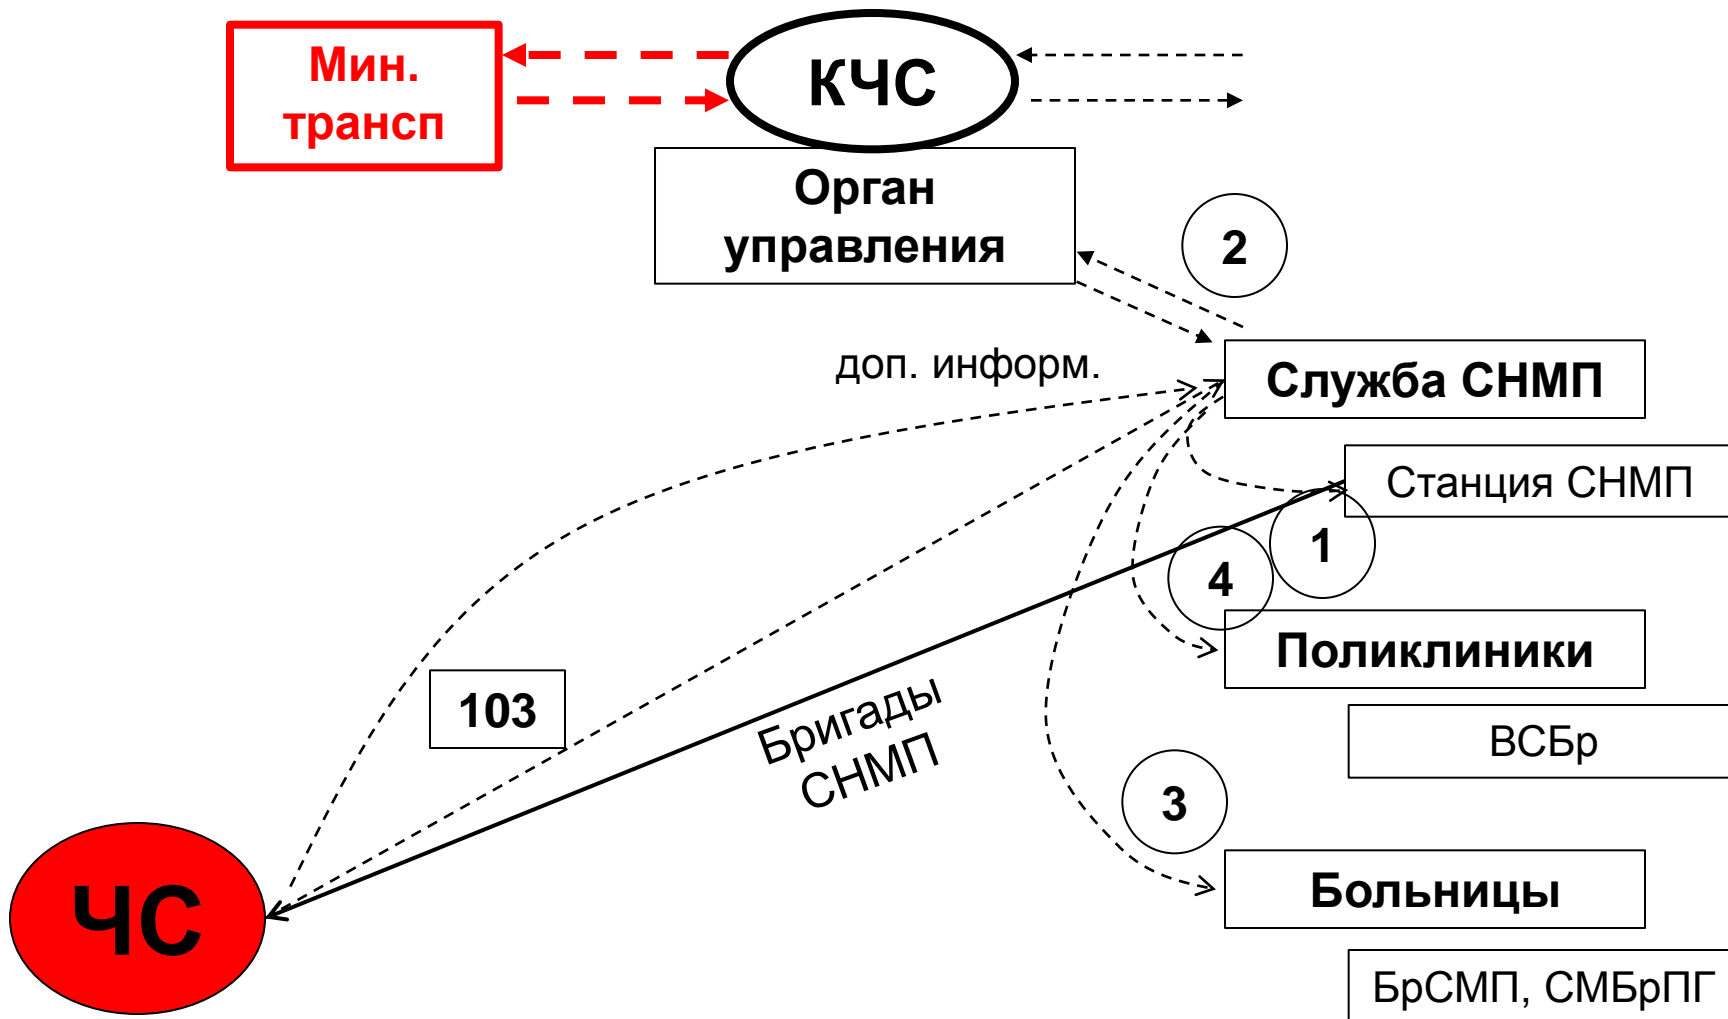 Мин.
трансп
КЧС
Орган
управления
2
доп. информ.
Служба СНМП
Станция СНМП
1
4
Поликлиники
103
Бригады
СНМП
ВСБр
3
Больницы
ЧС
БрСМП, СМБрПГ